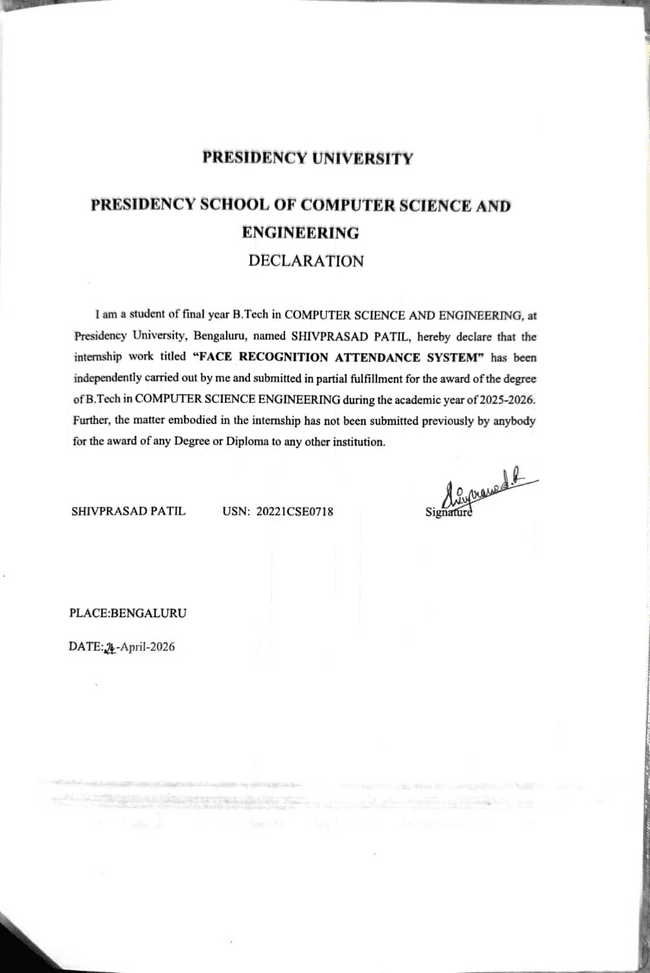 PRESIDENCY UNIVERSITY
PRESIDENCY SCHOOL OF COMPUTER SCIENCE AND
ENGINEERING
DECLARATION
I am a student of final year B.Tech in COMPUTER SCIENCE AND ENGINEERING, at
Presidency University, Bengaluru, named SHIVPRASAD PATIL, hereby declare that the
internship work titled “FACE RECOGNITION ATTENDANCE SYSTEM” has been
independently carried out by me and submitted in partial fulfillment for the award of the degree
of B.Tech in COMPUTER SCIENCE ENGINEERING during the academic year of 2025-2026.
Further, the matter embodied in the internship has not been submitted previously by anybody
for the award of any Degree or Diploma to any other institution.
SHIVPRASAD PATIL USN: 20221CSE0718 Signature
PLACE:BENGALURU
DATE: -April-2026